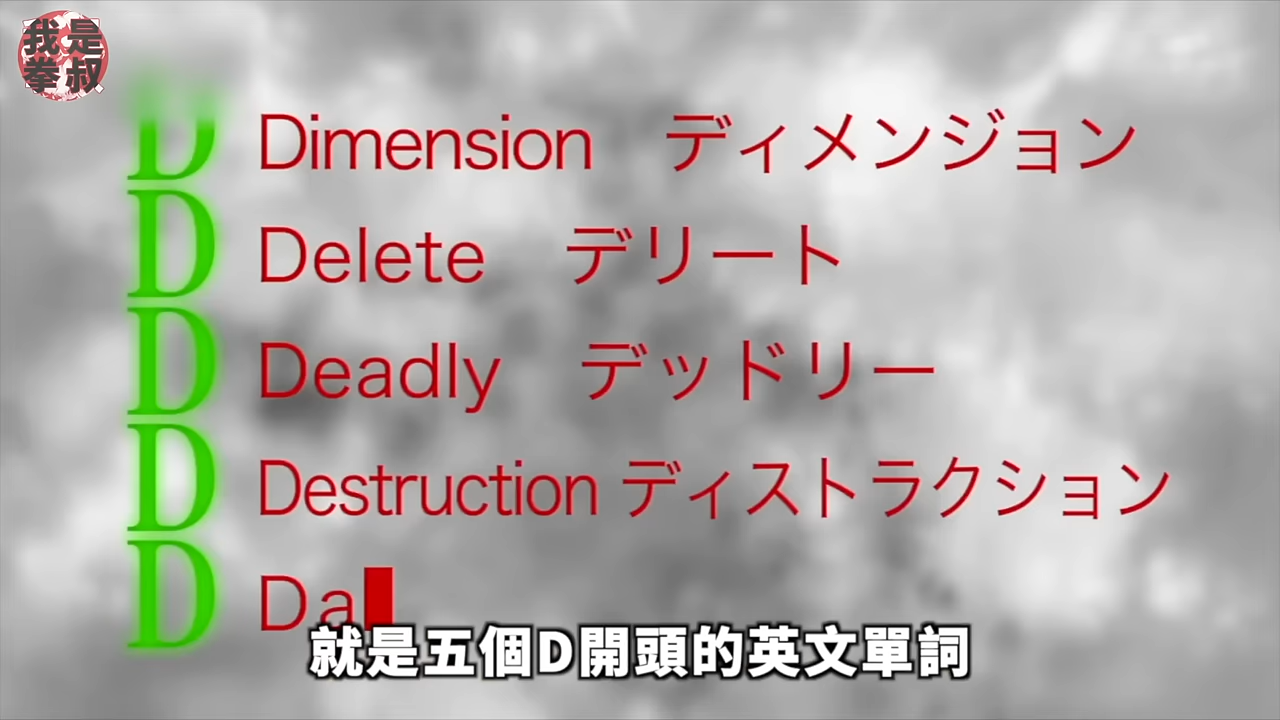 我是
拳叔
D Dimension ディメンジョン
D Delete デリート
D Deadly デッドリー
D Destruction ディストラクション
D Da
就是五個D開頭的英文單詞